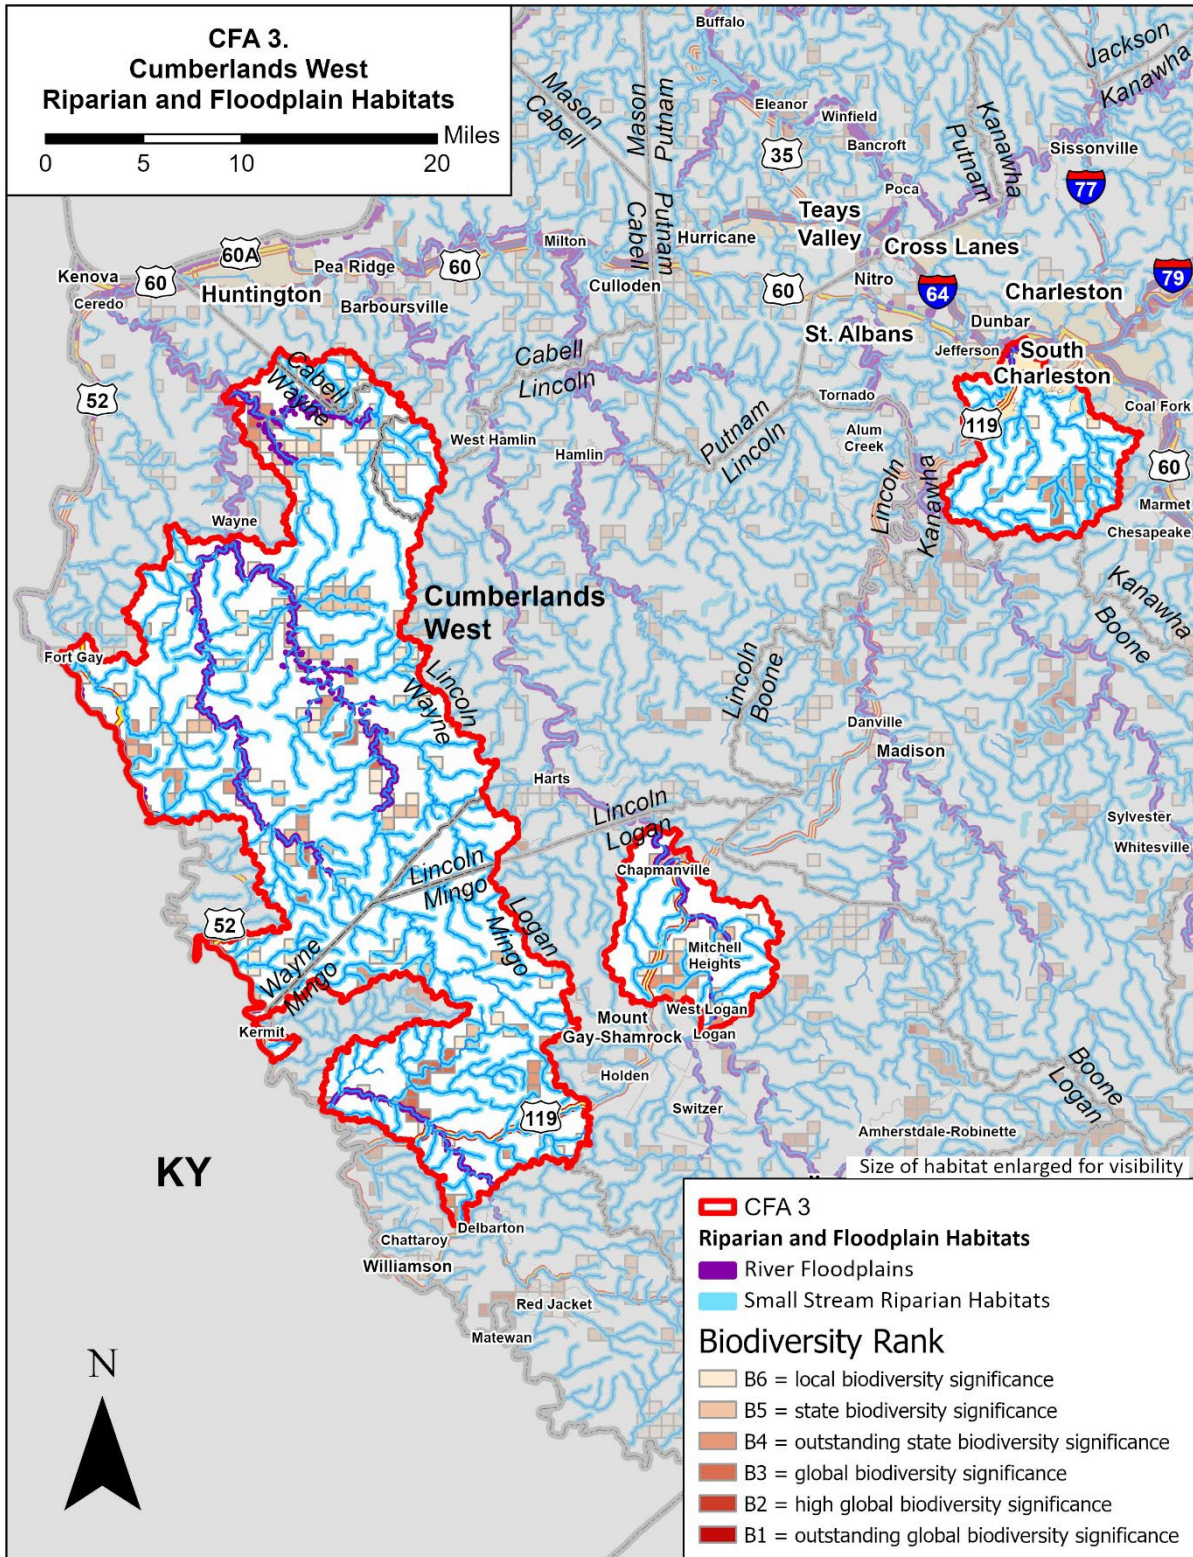 CFA 3.
Cumberlands West
Riparian and Floodplain Habitats
Miles
0 5 10 20
Buffalo
Jackson
Kanawha
Mason
Cabell
Mason
Putnam
Eleanor
Winfield
Kanawha
Putnam
35
Bancroft
Sissonville
Poca
77
Teays
Valley
Cabell
Putnam
Hurricane
Cross Lanes
60A
60
Milton
Kenova
60
Pea Ridge
Culloden
60
Nitro
64
79
Charleston
Ceredo
Huntington
Barboursville
St. Albans
Dunbar
Jefferson
South
Charleston
Cabell
Lincoln
Cabell
Wayne
52
Tornado
119
Coal Fork
West Hamlin
Hamlin
Putnam
Lincoln
Alum
Creek
60
Lincoln
Kanawha
Marmet
Chesapeake
Wayne
Kanawha
Boone
Cumberlands
West
Fort Gay
Lincoln
Wayne
Lincoln
Boone
Danville
Madison
Harts
Lincoln
Logan
Sylvester
Whitesville
Lincoln
Mingo
Chapmanville
52
Logan
Mingo
Mitchell
Heights
Wayne
Mingo
West Logan
Kermit
Mount
Gay-Shamrock
Logan
Holden
Boone
Logan
119
Switzer
Amherstdale-Robinette
KY
Size of habitat enlarged for visibility
Delbarton
Chattaroy
Williamson
Red Jacket
Matewan
N
CFA 3
Riparian and Floodplain Habitats
River Floodplains
Small Stream Riparian Habitats
Biodiversity Rank
B6 = local biodiversity significance
B5 = state biodiversity significance
B4 = outstanding state biodiversity significance
B3 = global biodiversity significance
B2 = high global biodiversity significance
B1 = outstanding global biodiversity significance